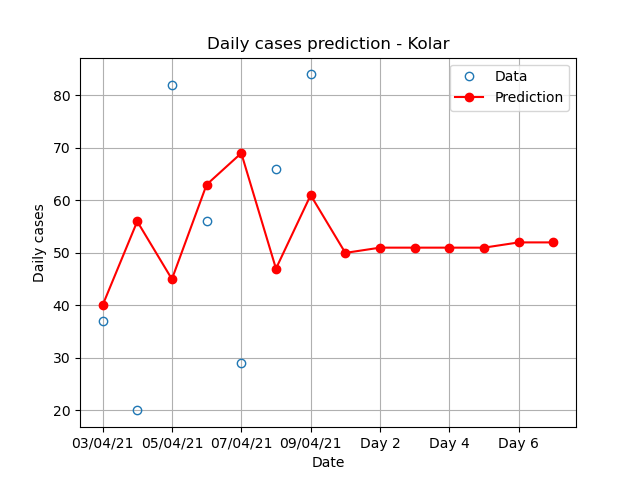 Daily cases prediction - Kolar
Data
Prediction
80
70
60
50
40
30
20
Daily cases
03/04/21 05/04/21 07/04/21 09/04/21 Day 2 Day 4 Day 6
Date